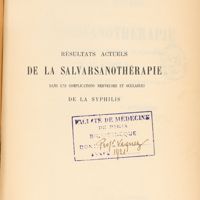 RÉSULTATS ACTUELS
DE LA SALVARSANOTHÉRAPIE
DANS LES COMPLICATIONS NERVEUSES ET OCULAIRES
DE LA SYPHILIS
FACULTÉ DE MÉDECINE
DE PARIS
BIBLIOTHÈQUE
DON